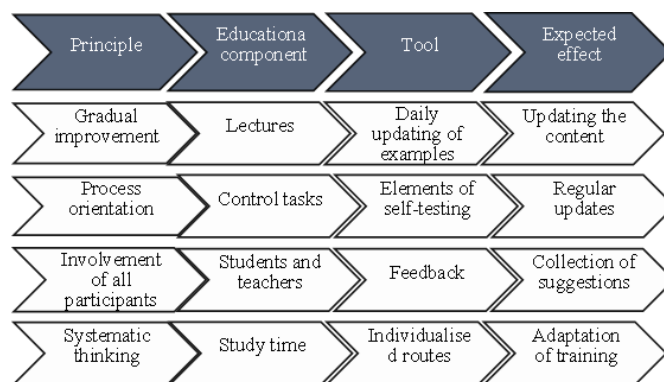 Principle
Educationa
component
Tool
Expected
effect
Gradual
improvement
Lectures
Daily
updating of
examples
Updating the
content
Process
orientation
Control tasks
Elements of
self-testing
Regular
updates
Involvement
of all
participants
Students and
teachers
Feedback
Collection of
suggestions
Systematic
thinking
Study time
Individualise
d routes
Adaptation
of training